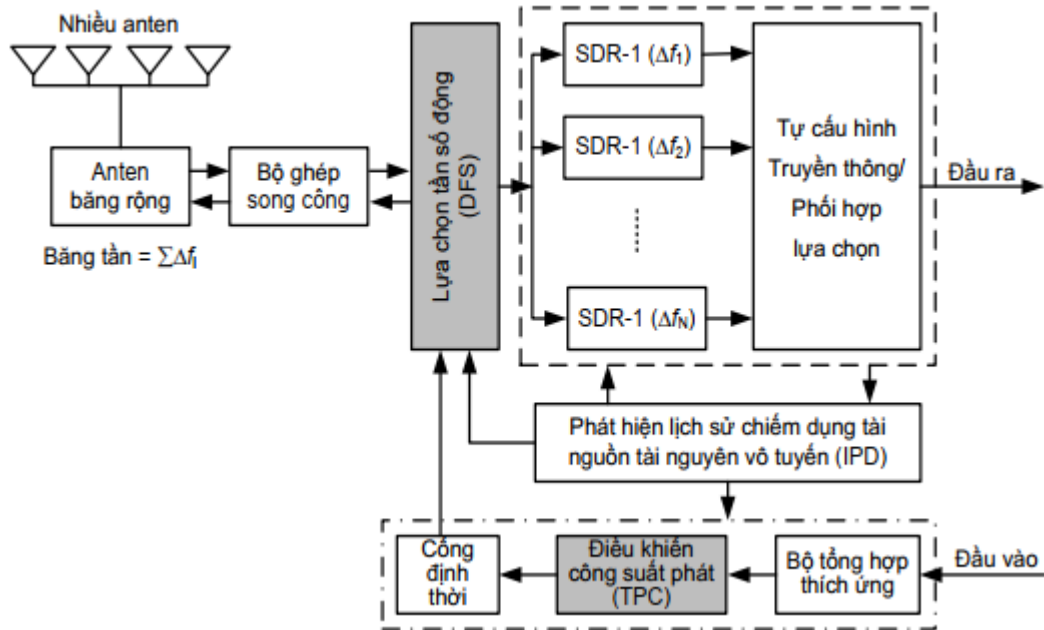 Nhiều anten
Anten
băng rộng
Bộ ghép
song công
Băng tần = ∑Δfᵢ
Lựa chọn tần số động
(DFS)
SDR-1 (Δf₁)
SDR-1 (Δf₂)
SDR-1 (Δf_N)
Tự cấu hình
Truyền thông/
Phối hợp
lựa chọn
Đầu ra
Phát hiện lịch sử chiếm dụng tài
nguồn tài nguyên vô tuyến (IPD)
Cổng
định
thời
Điều khiển
công suất phát
(TPC)
Bộ tổng hợp
thích ứng
Đầu vào